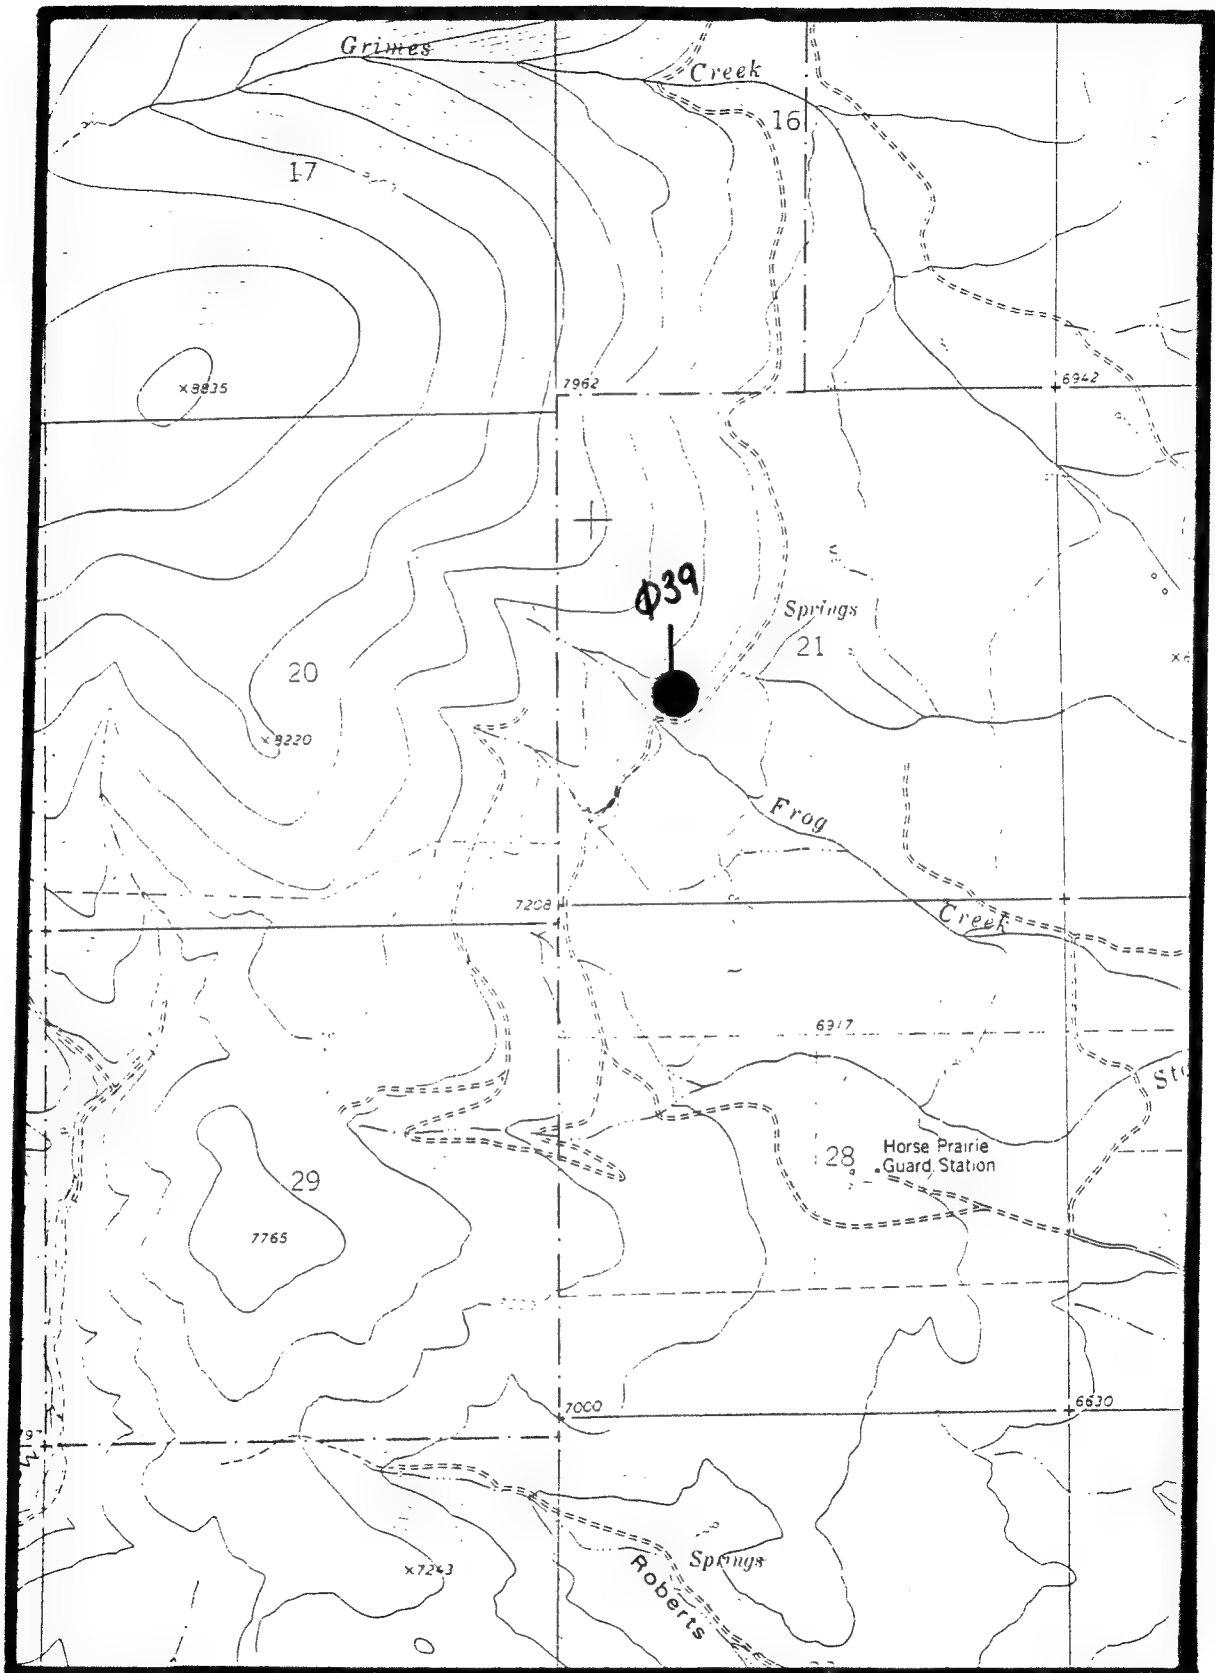 Grimes
Creek
16
17
×8835
7962
6942
Φ39
Springs
21
20
×8220
Frog
7208
Creek
6917
28
Horse Prairie
Guard Station
29
7765
7000
6630
×7243
Springs
Roberts